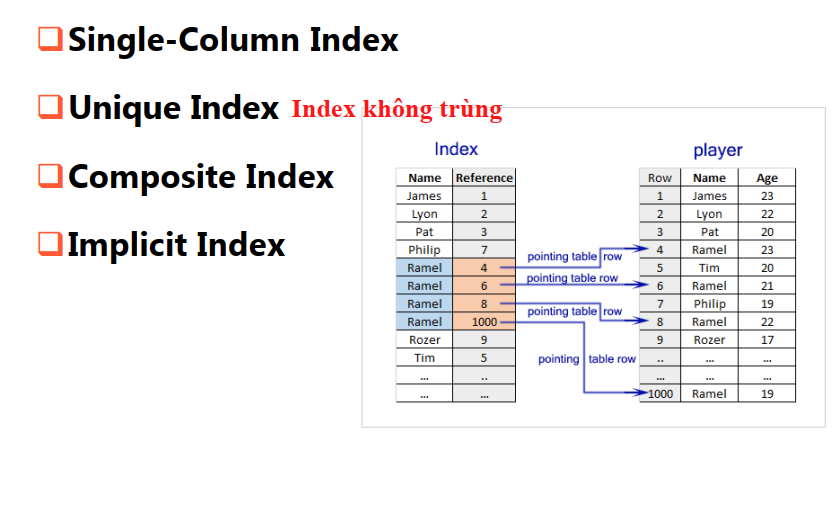 Single-Column Index
Unique Index Index không trùng
Composite Index
Implicit Index
Index
Name Reference
James 1
Lyon 2
Pat 3
Philip 7
Ramel 4
Ramel 6
Ramel 8
Ramel 1000
Rozer 9
Tim 5
... ..
... ...
pointing table row
pointing table row
pointing table row
pointing table row
player
Row Name Age
1 James 23
2 Lyon 22
3 Pat 20
4 Ramel 23
5 Tim 20
6 Ramel 21
7 Philip 19
8 Ramel 22
9 Rozer 17
.. ... ...
... ... ...
1000 Ramel 19